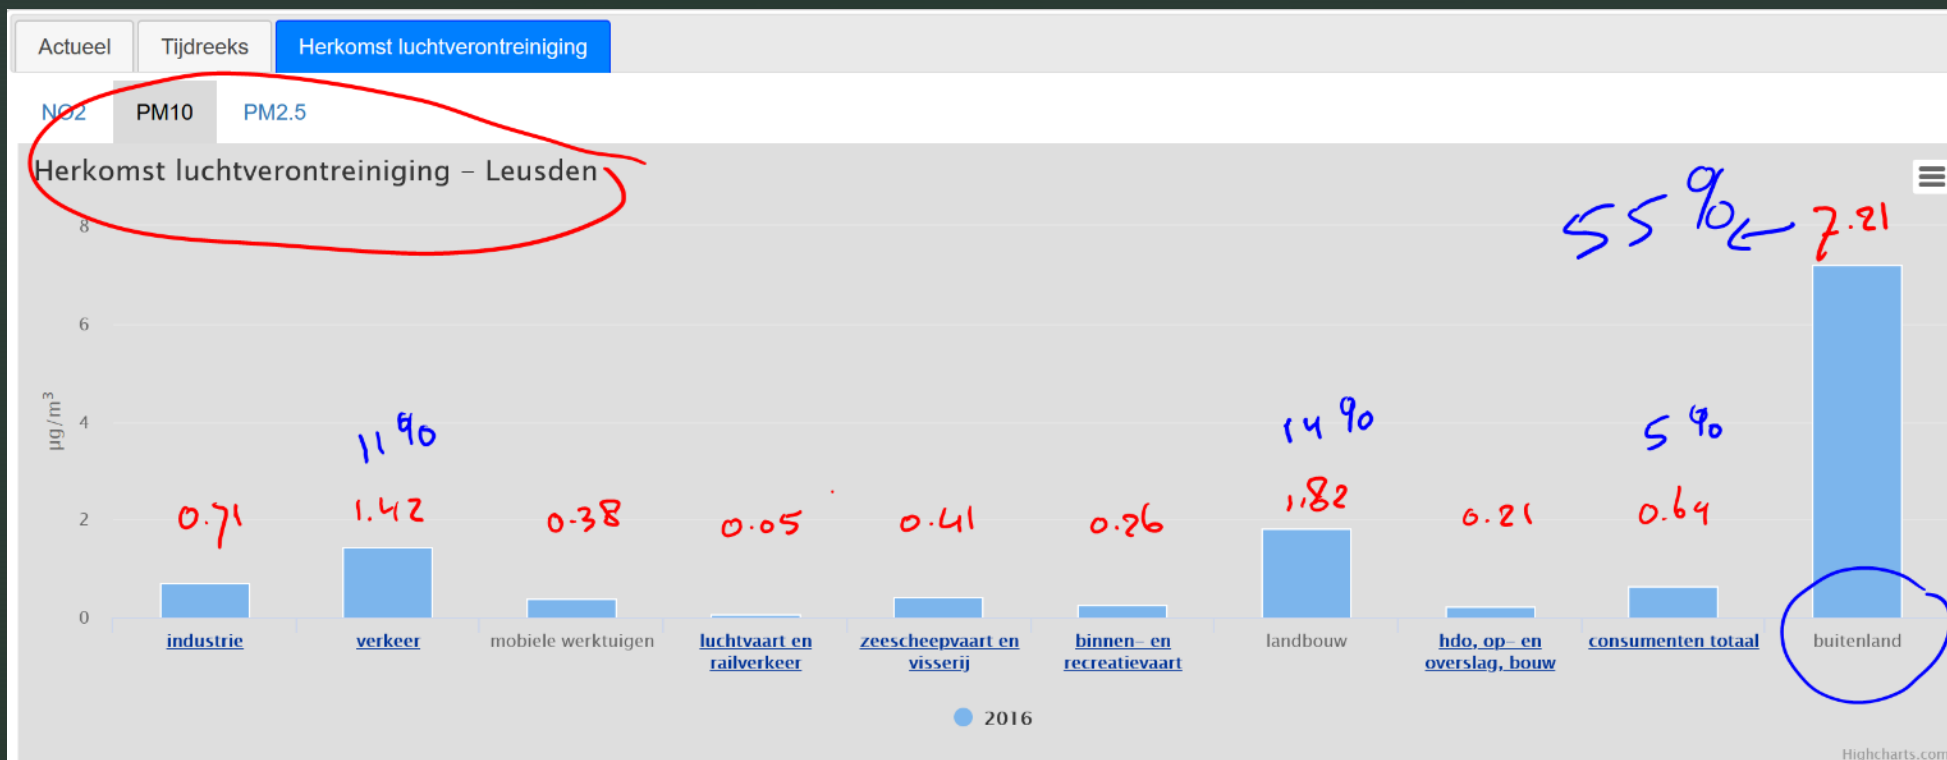 Actueel Tijdreeks Herkomst luchtverontreiniging
NO2 PM10 PM2.5
Herkomst luchtverontreiniging – Leusden
55% 7.21
8
6
µg/m³
4
11% 14% 5%
2
0.71 1.42 0.38 0.05 0.41 0.26 1.82 0.21 0.64
0
industrie verkeer mobiele werktuigen luchtvaart en zeescheepvaart en binnen– en landbouw hdo, op– en consumenten totaal buitenland
railverkeer visserij recreatievaart overslag, bouw
2016
Highcharts.com